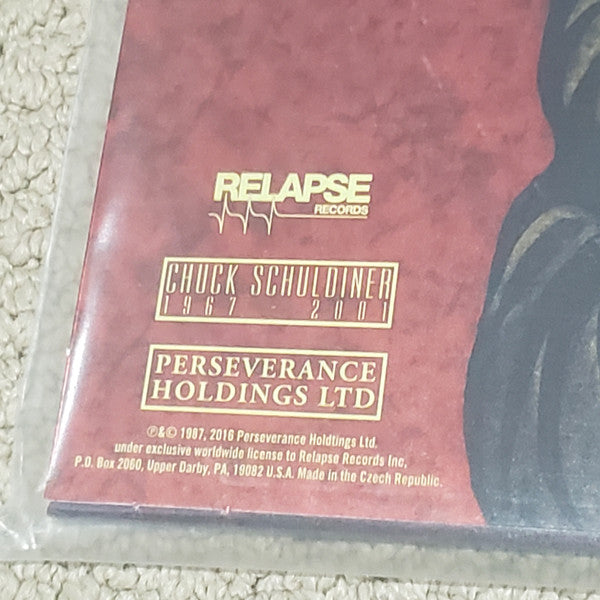 RELAPSE
RECORDS
CHUCK SCHULDINER
1967 - 2001
PERSEVERANCE
HOLDINGS LTD
℗&© 1987, 2016 Perseverance Holdtings Ltd.
under exclusive worldwide license to Relapse Records Inc,
P.O. Box 2060, Upper Darby, PA, 19082 U.S.A. Made in the Czech Republic.